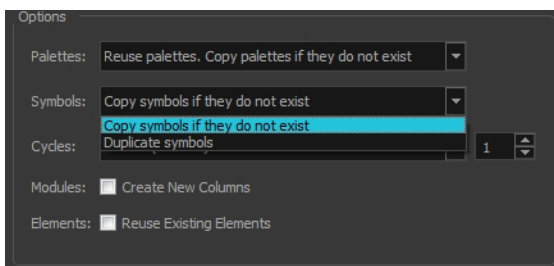 Options
Palettes: Reuse palettes. Copy palettes if they do not exist
Symbols: Copy symbols if they do not exist
Copy symbols if they do not exist
Duplicate symbols
Cycles: 1
Modules: Create New Columns
Elements: Reuse Existing Elements